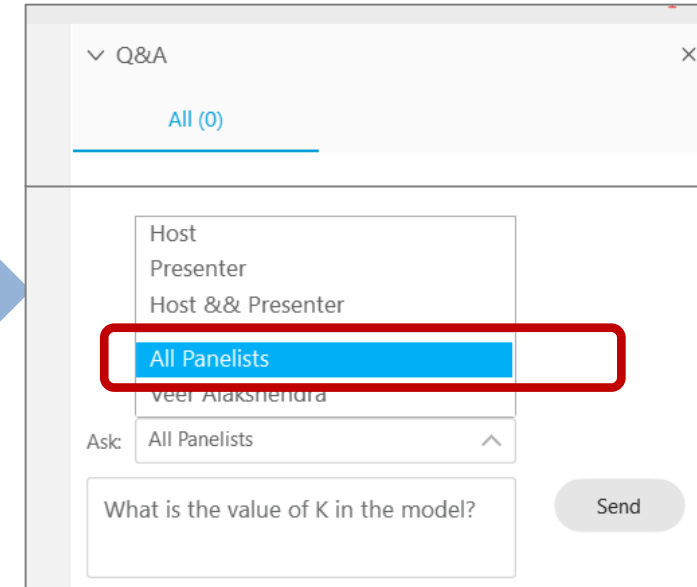 Q&A
All (0)
Host
Presenter
Host && Presenter
All Panelists
Veer Alakshendra
Ask: All Panelists
What is the value of K in the model?
Send